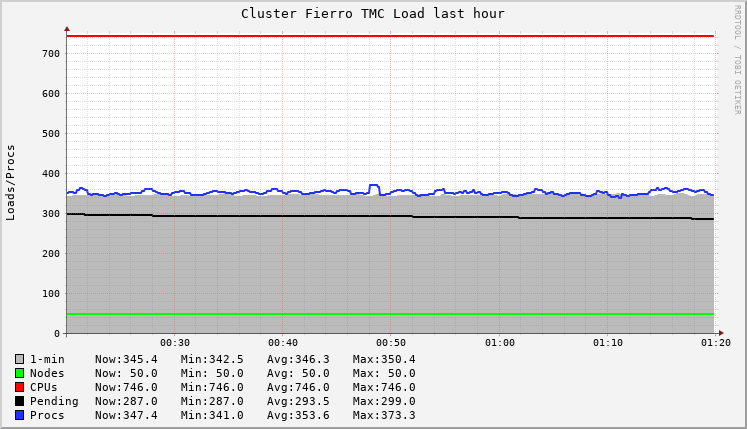 Cluster Fierro TMC Load last hour
RRDTOOL / TOBI OETIKER
Loads/Procs
700
600
500
400
300
200
100
0
00:30 00:40 00:50 01:00 01:10 01:20
1-min Now:345.4 Min:342.5 Avg:346.3 Max:350.4
Nodes Now: 50.0 Min: 50.0 Avg: 50.0 Max: 50.0
CPUs Now:746.0 Min:746.0 Avg:746.0 Max:746.0
Pending Now:287.0 Min:287.0 Avg:293.5 Max:299.0
Procs Now:347.4 Min:341.0 Avg:353.6 Max:373.3